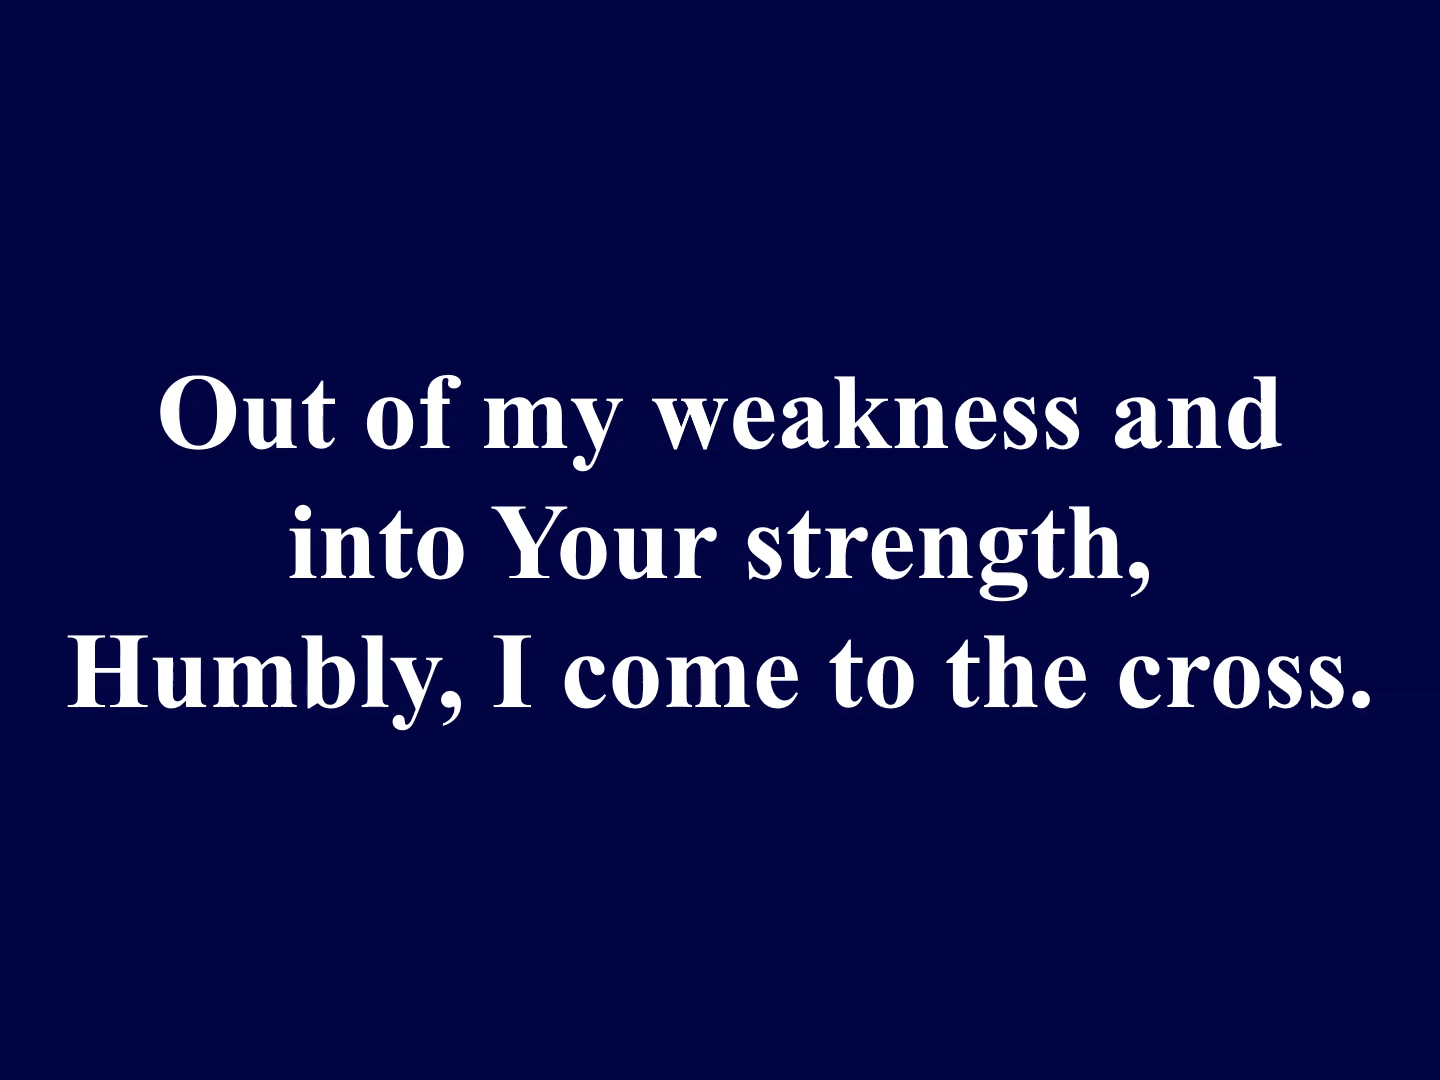 Out of my weakness and
into Your strength,
Humbly, I come to the cross.